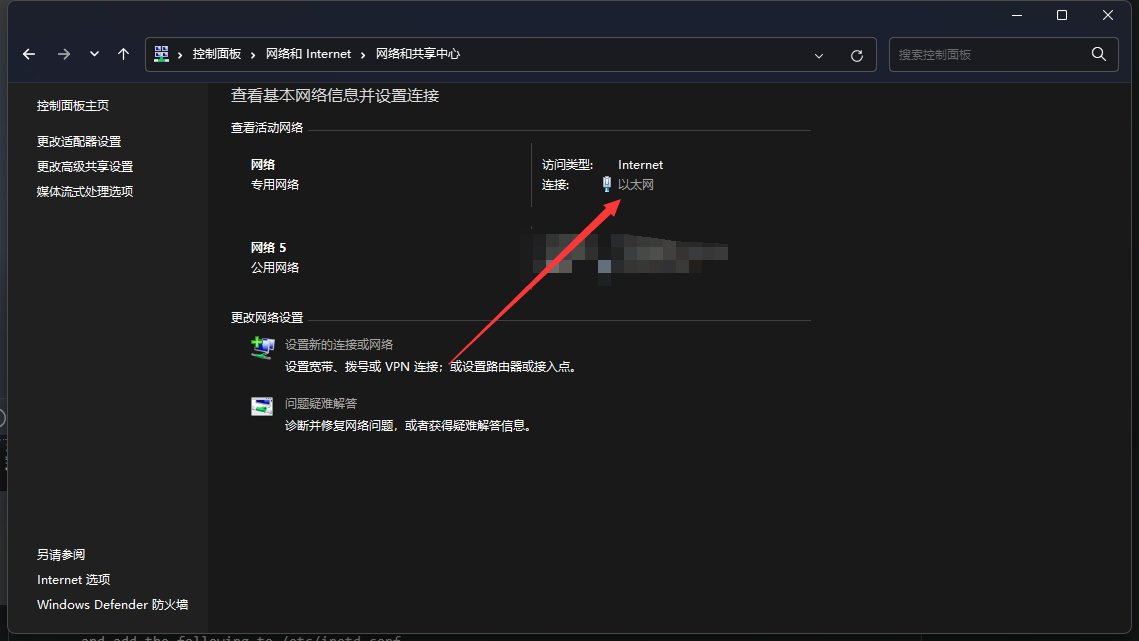 控制面板 网络和 Internet 网络和共享中心
搜索控制面板
控制面板主页
更改适配器设置
更改高级共享设置
媒体流式处理选项
查看基本网络信息并设置连接
查看活动网络
网络
专用网络
访问类型: Internet
连接: 以太网
网络 5
公用网络
更改网络设置
设置新的连接或网络
设置宽带、拨号或 VPN 连接；或设置路由器或接入点。
问题疑难解答
诊断并修复网络问题，或者获得疑难解答信息。
另请参阅
Internet 选项
Windows Defender 防火墙
and add the following to /etc/inetd.conf